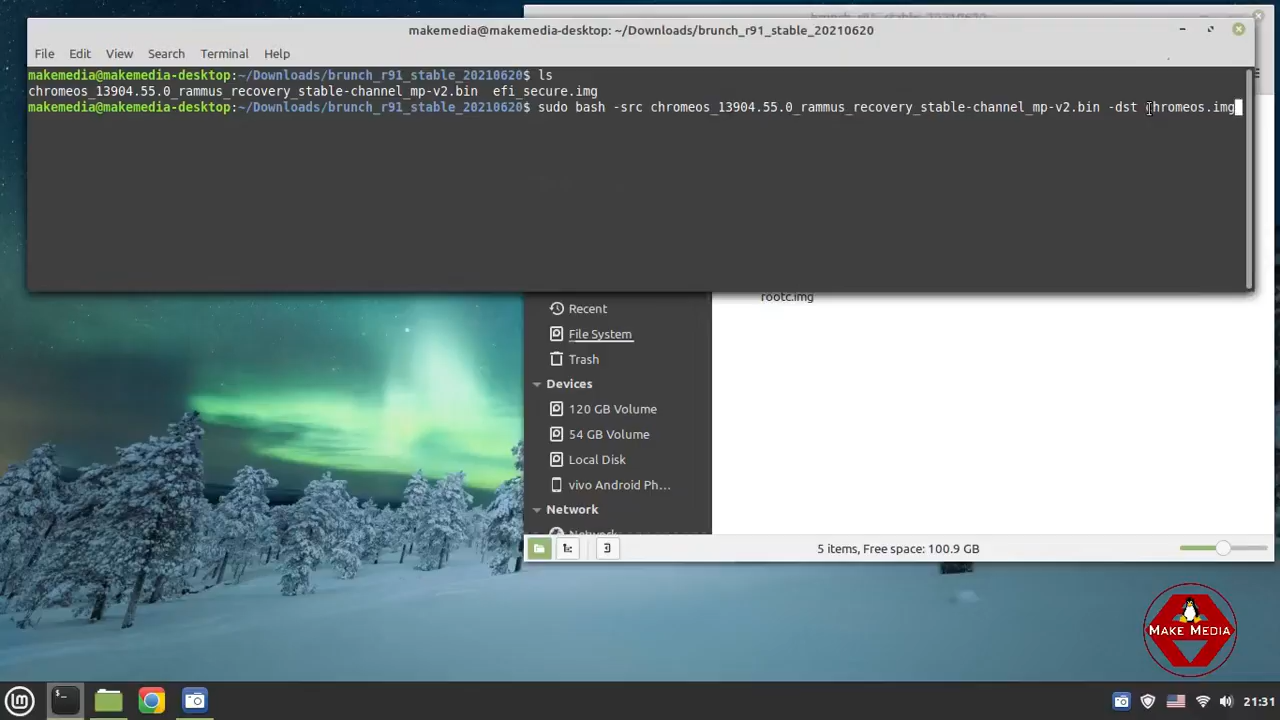 brunch_r91_stable_20210620
makemedia@makemedia-desktop: ~/Downloads/brunch_r91_stable_20210620
File Edit View Search Terminal Help
makemedia@makemedia-desktop:~/Downloads/brunch_r91_stable_20210620$ ls
chromeos_13904.55.0_rammus_recovery_stable-channel_mp-v2.bin efi_secure.img
makemedia@makemedia-desktop:~/Downloads/brunch_r91_stable_20210620$ sudo bash -src chromeos_13904.55.0_rammus_recovery_stable-channel_mp-v2.bin -dst chromeos.img
rootc.img
Recent
File System
Trash
Devices
120 GB Volume
54 GB Volume
Local Disk
vivo Android Ph...
Network
Network
5 items, Free space: 100.9 GB
MAKE MEDIA
21:31